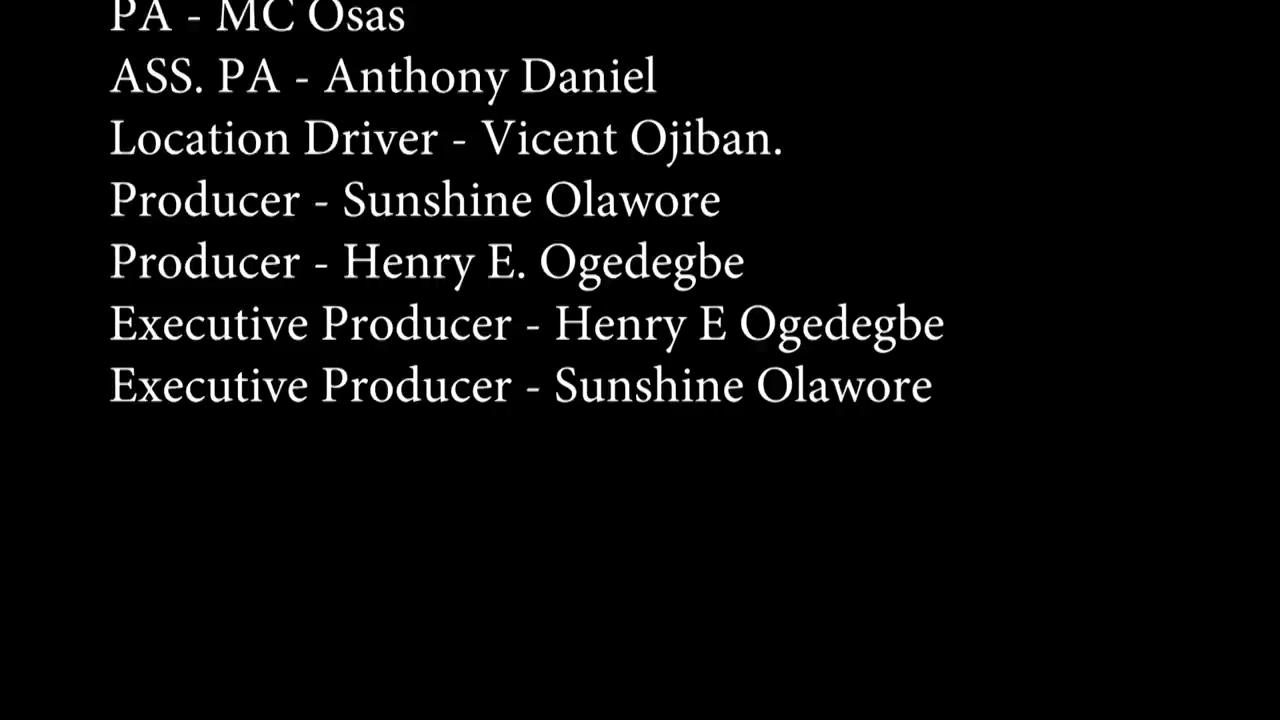 PA - MC Osas
ASS. PA - Anthony Daniel
Location Driver - Vicent Ojiban.
Producer - Sunshine Olawore
Producer - Henry E. Ogedegbe
Executive Producer - Henry E Ogedegbe
Executive Producer - Sunshine Olawore